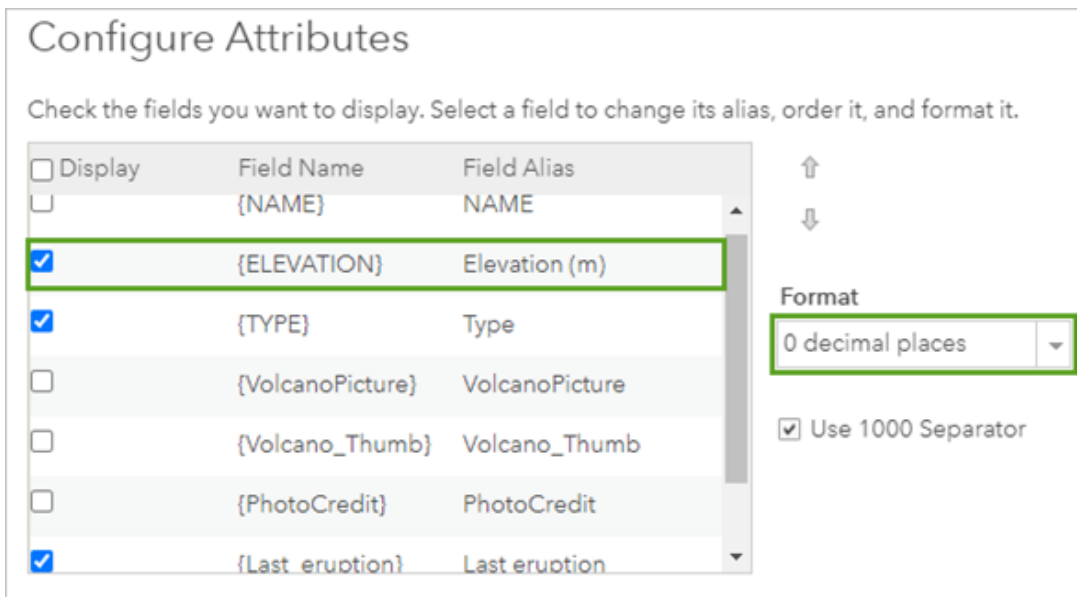 Configure Attributes
Check the fields you want to display. Select a field to change its alias, order it, and format it.
Display Field Name Field Alias
{NAME} NAME
{ELEVATION} Elevation (m)
{TYPE} Type
{VolcanoPicture} VolcanoPicture
{Volcano_Thumb} Volcano_Thumb
{PhotoCredit} PhotoCredit
{Last_eruption} Last eruption
Format
0 decimal places
Use 1000 Separator